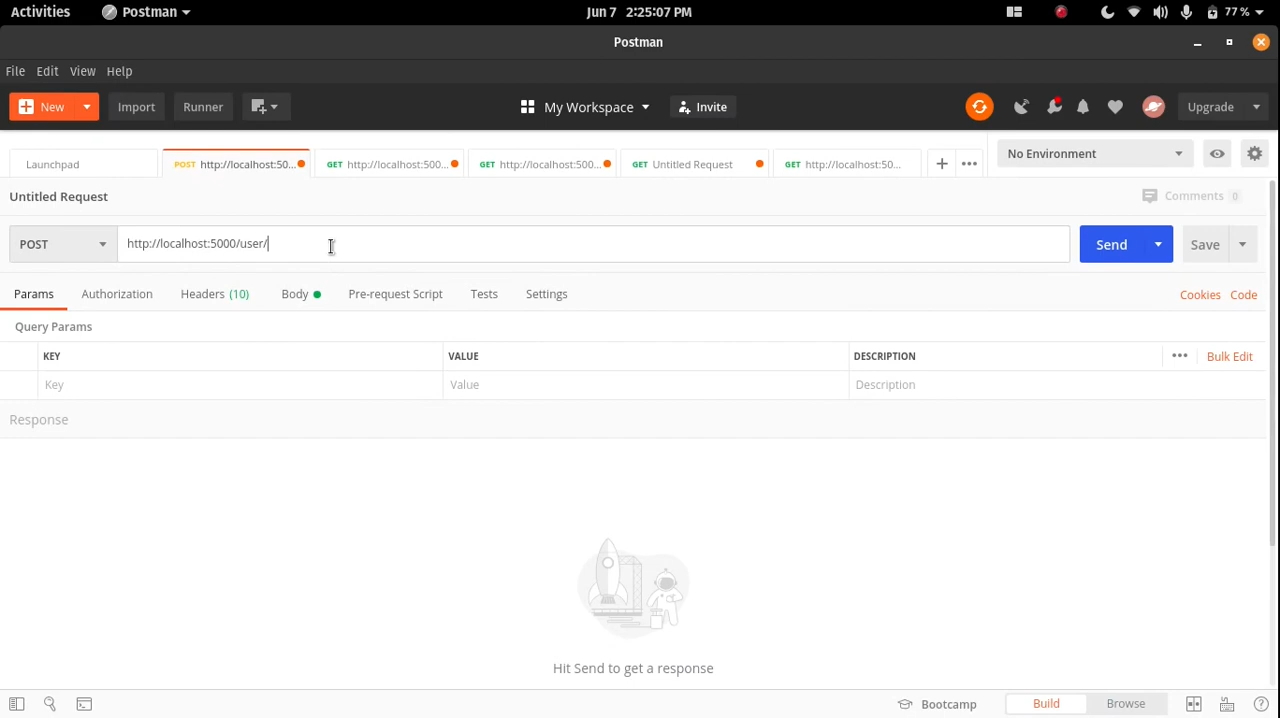 Activities Postman Jun 7 2:25:07 PM 77 %
Postman
File Edit View Help
New Import Runner My Workspace Invite Upgrade
Launchpad POST http://localhost:50... GET http://localhost:500... GET http://localhost:500... GET Untitled Request GET http://localhost:50... No Environment
Untitled Request Comments 0
POST http://localhost:5000/user/ Send Save
Params Authorization Headers (10) Body Pre-request Script Tests Settings Cookies Code
Query Params
KEY VALUE DESCRIPTION Bulk Edit
Key Value Description
Response
Hit Send to get a response
Bootcamp Build Browse